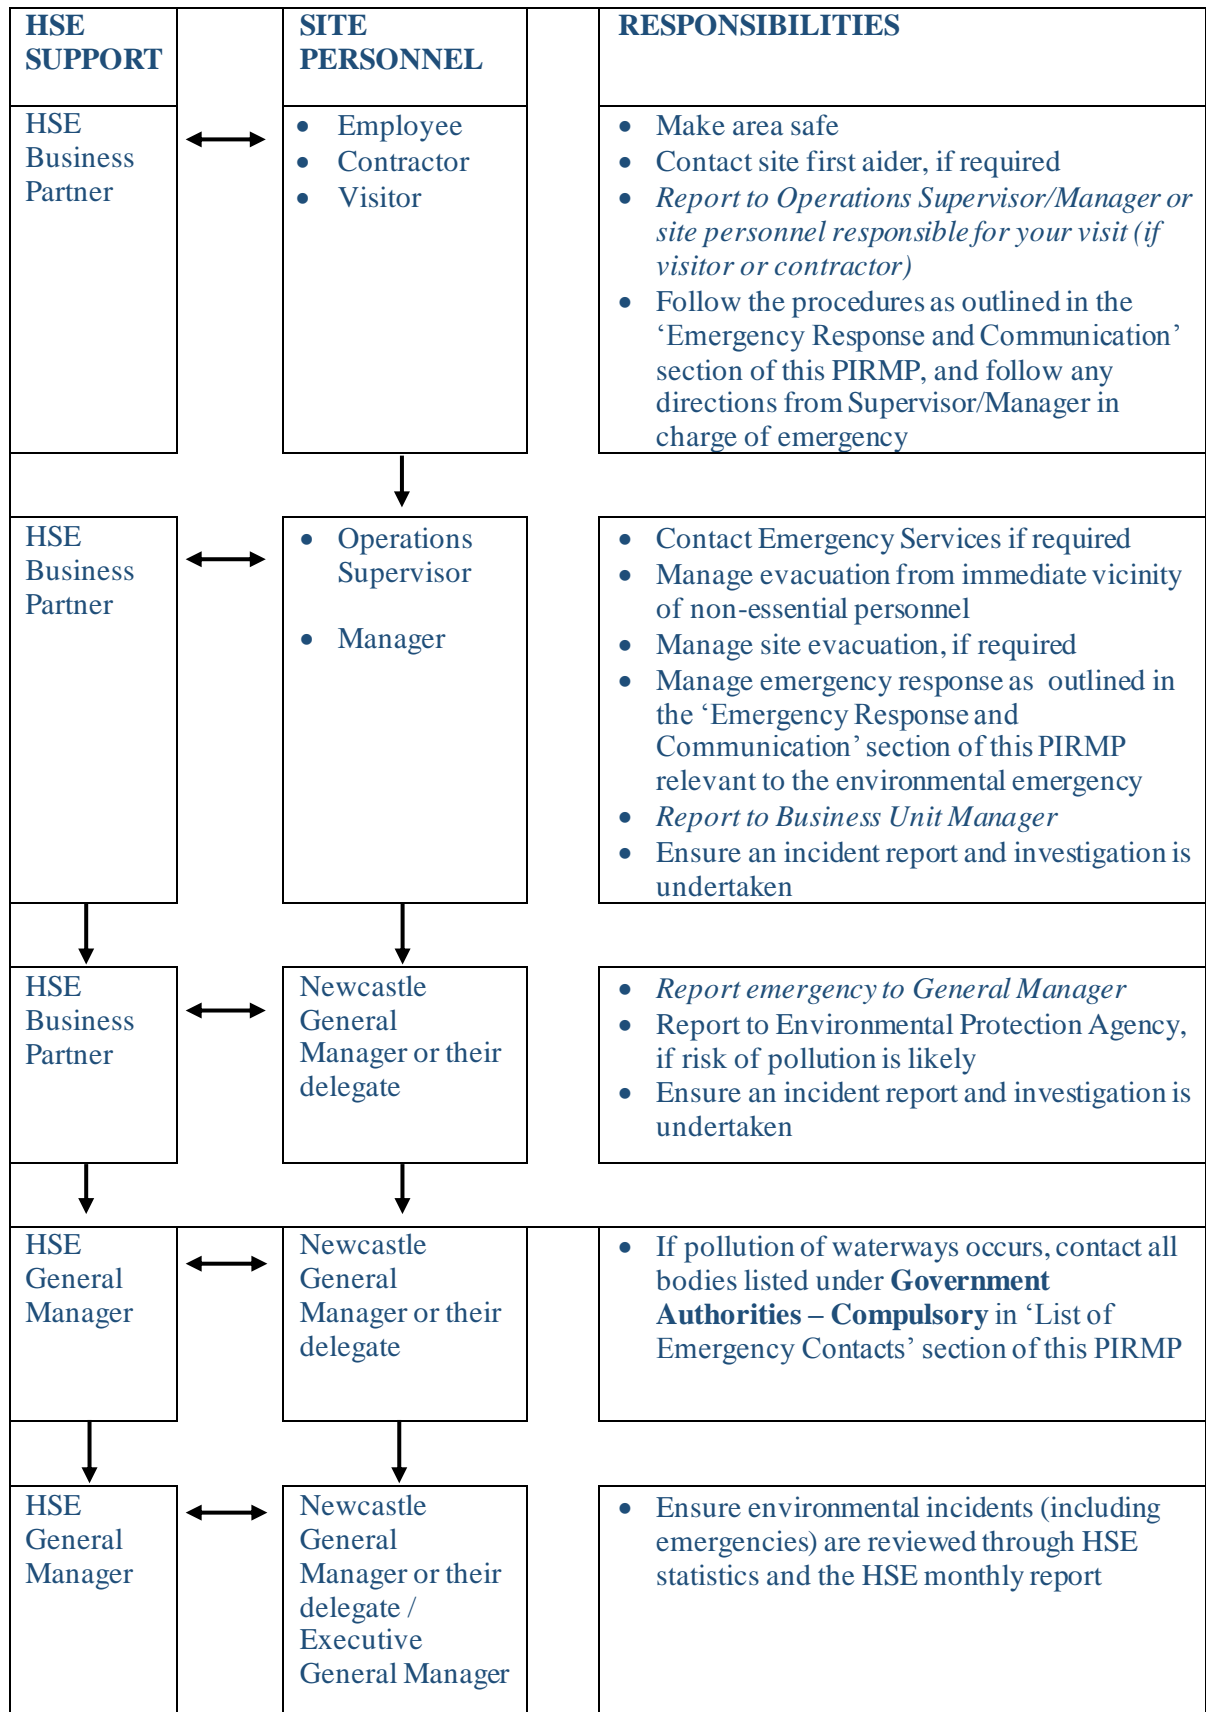 HSE
SUPPORT
SITE
PERSONNEL
RESPONSIBILITIES
HSE
Business
Partner
• Employee
• Contractor
• Visitor
• Make area safe
• Contact site first aider, if required
• Report to Operations Supervisor/Manager or
site personnel responsible for your visit (if
visitor or contractor)
• Follow the procedures as outlined in the
‘Emergency Response and Communication’
section of this PIRMP, and follow any
directions from Supervisor/Manager in
charge of emergency
HSE
Business
Partner
• Operations
Supervisor
• Manager
• Contact Emergency Services if required
• Manage evacuation from immediate vicinity
of non-essential personnel
• Manage site evacuation, if required
• Manage emergency response as outlined in
the ‘Emergency Response and
Communication’ section of this PIRMP
relevant to the environmental emergency
• Report to Business Unit Manager
• Ensure an incident report and investigation is
undertaken
HSE
Business
Partner
Newcastle
General
Manager or their
delegate
• Report emergency to General Manager
• Report to Environmental Protection Agency,
if risk of pollution is likely
• Ensure an incident report and investigation is
undertaken
HSE
General
Manager
Newcastle
General
Manager or their
delegate
• If pollution of waterways occurs, contact all
bodies listed under Government
Authorities – Compulsory in ‘List of
Emergency Contacts’ section of this PIRMP
HSE
General
Manager
Newcastle
General
Manager or their
delegate /
Executive
General Manager
• Ensure environmental incidents (including
emergencies) are reviewed through HSE
statistics and the HSE monthly report